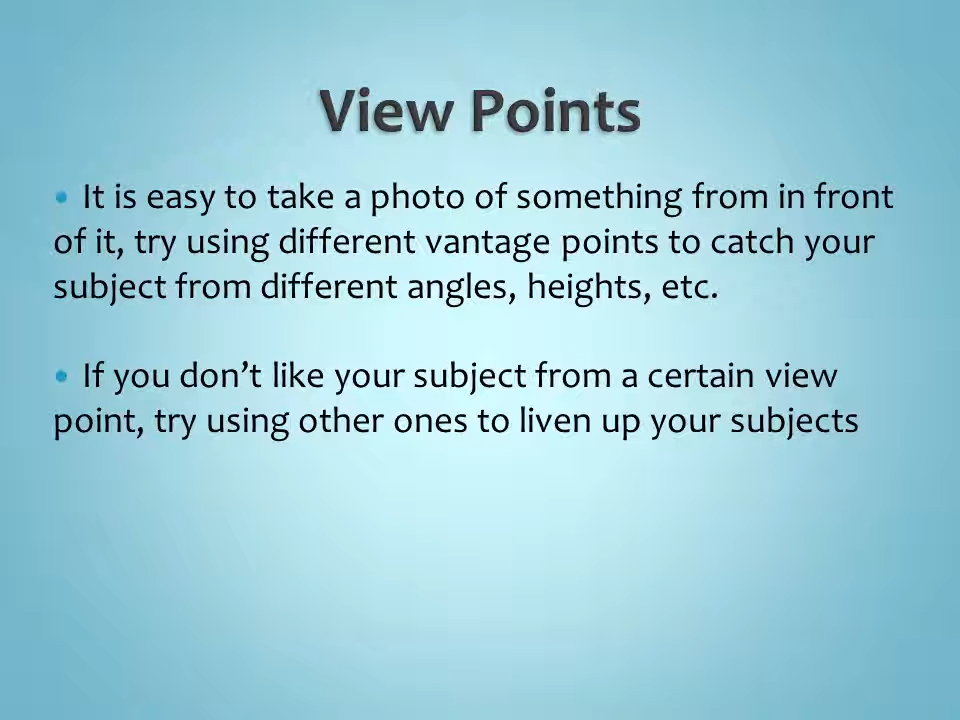 View Points
• It is easy to take a photo of something from in front
of it, try using different vantage points to catch your
subject from different angles, heights, etc.
• If you don’t like your subject from a certain view
point, try using other ones to liven up your subjects